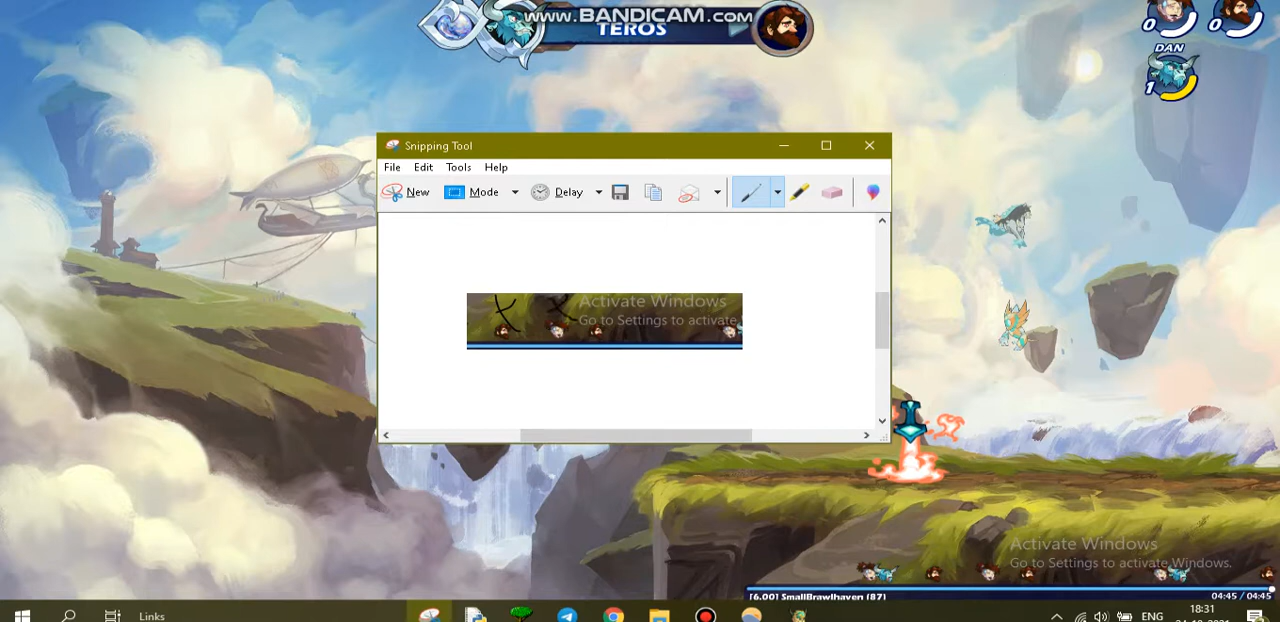 www.BANDICAM.com
TEROS
0 0
DAN
1
Snipping Tool
File Edit Tools Help
New Mode Delay
Activate Windows
Go to Settings to activate
Activate Windows
Go to Settings to activate Windows.
[6.00] SmallBrawlhaven (87) 04:45 / 04:45
Links ENG 18:31